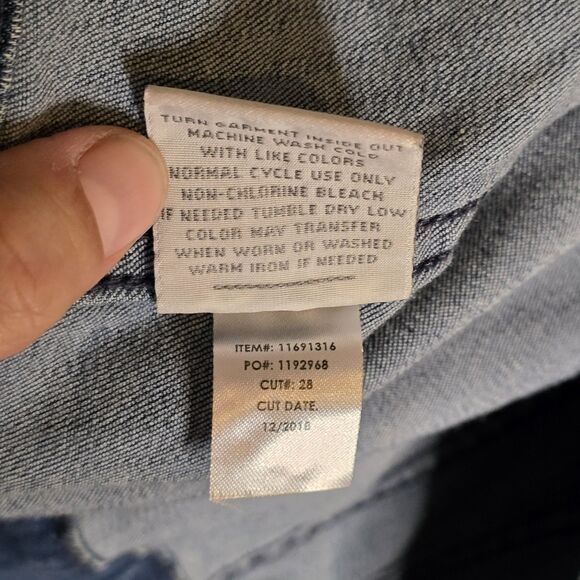 TURN GARMENT INSIDE OUT
MACHINE WASH COLD
WITH LIKE COLORS
NORMAL CYCLE USE ONLY
NON-CHLORINE BLEACH
IF NEEDED TUMBLE DRY LOW
COLOR MAY TRANSFER
WHEN WORN OR WASHED
WARM IRON IF NEEDED
ITEM#: 11691316
PO#: 1192968
CUT#: 28
CUT DATE.
12/2018